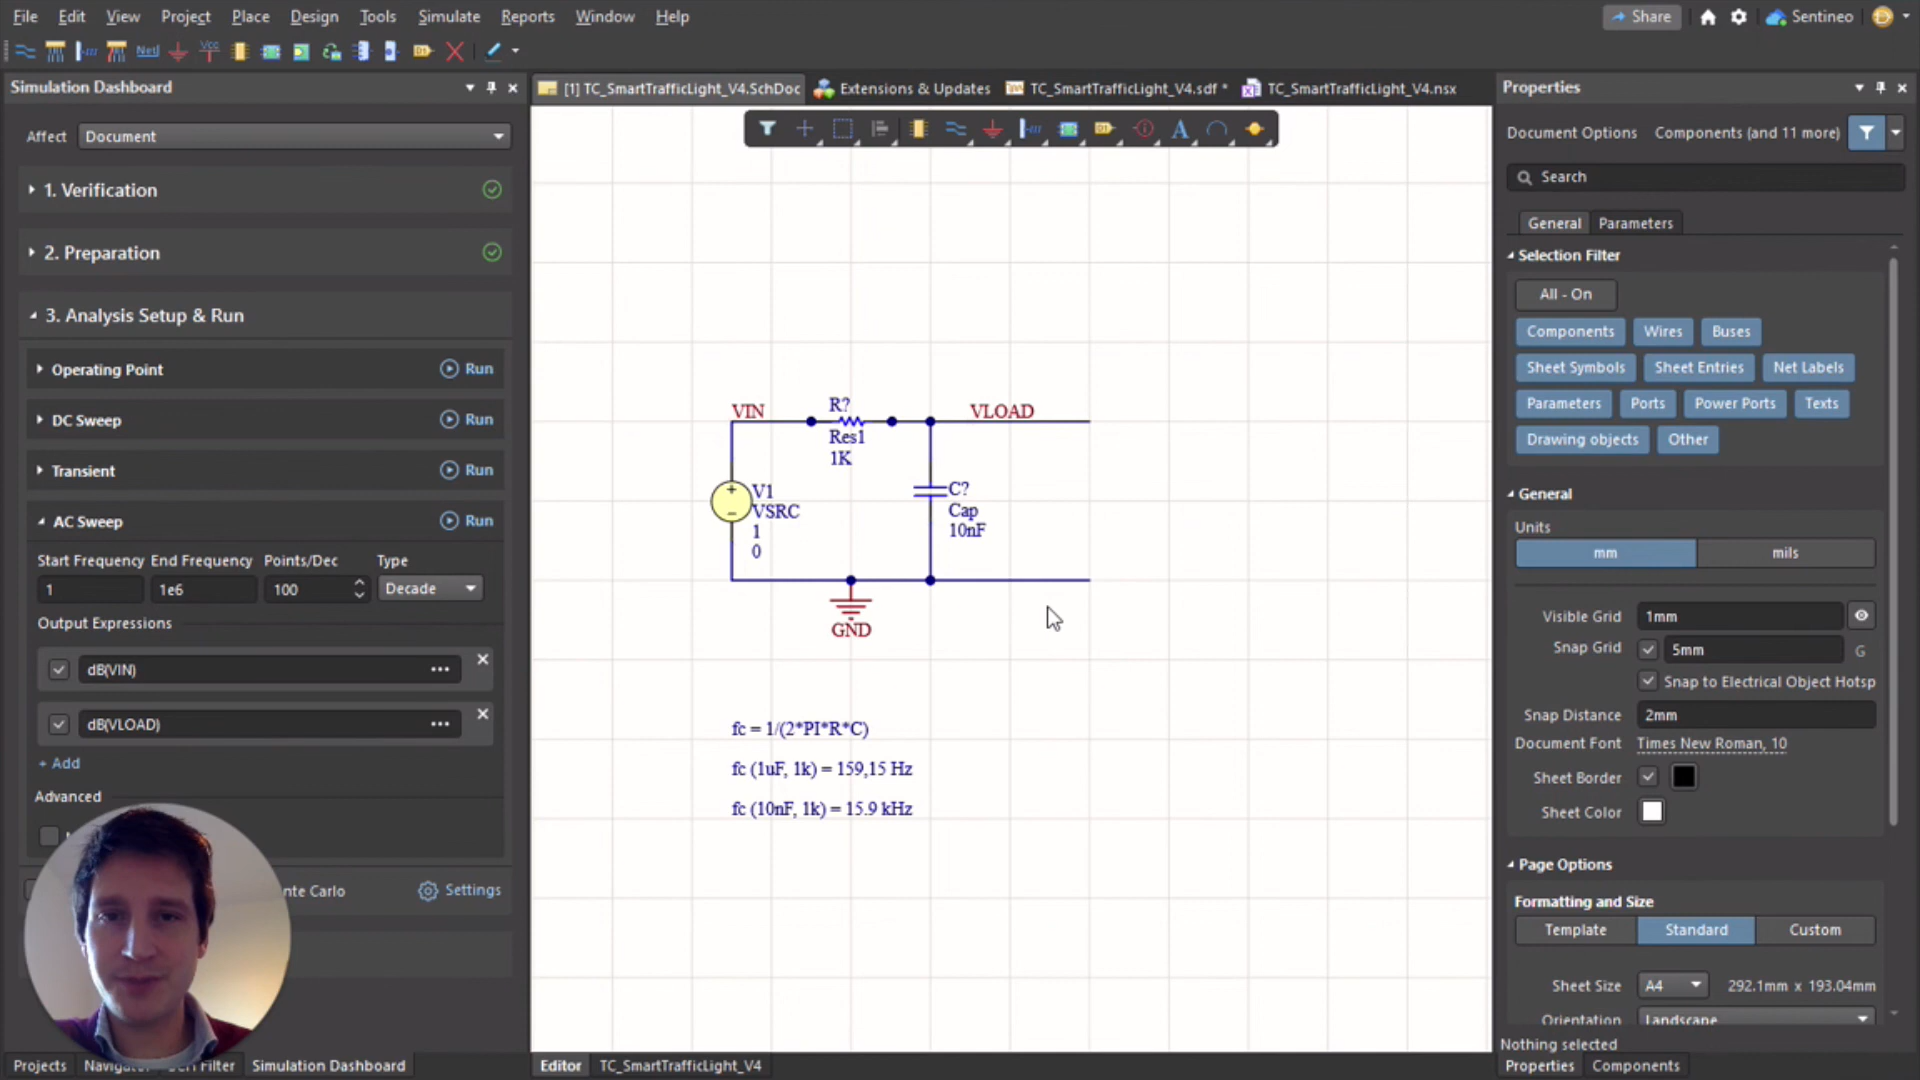 File Edit View Project Place Design Tools Simulate Reports Window Help
Share Sentineo
Net
Vcc
Simulation Dashboard
[1] TC_SmartTrafficLight_V4.SchDoc Extensions & Updates TC_SmartTrafficLight_V4.sdf * TC_SmartTrafficLight_V4.nsx
Properties
Affect Document
Document Options Components (and 11 more)
Search
1. Verification
2. Preparation
3. Analysis Setup & Run
Operating Point Run
DC Sweep Run
Transient Run
AC Sweep Run
Start Frequency End Frequency Points/Dec Type
1 1e6 100 Decade
Output Expressions
dB(VIN)
dB(VLOAD)
+ Add
Advanced
nte Carlo Settings
VIN
R?
Res1
1K
VLOAD
V1
VSRC
1
0
C?
Cap
10nF
GND
fc = 1/(2*PI*R*C)
fc (1uF, 1k) = 159,15 Hz
fc (10nF, 1k) = 15.9 kHz
General Parameters
Selection Filter
All - On
Components Wires Buses
Sheet Symbols Sheet Entries Net Labels
Parameters Ports Power Ports Texts
Drawing objects Other
General
Units
mm mils
Visible Grid 1mm
Snap Grid 5mm G
Snap to Electrical Object Hotsp
Snap Distance 2mm
Document Font Times New Roman, 10
Sheet Border
Sheet Color
Page Options
Formatting and Size
Template Standard Custom
Sheet Size A4 292.1mm x 193.04mm
Orientation Landscape
Nothing selected
Projects Filter Simulation Dashboard
Editor TC_SmartTrafficLight_V4
Properties Components